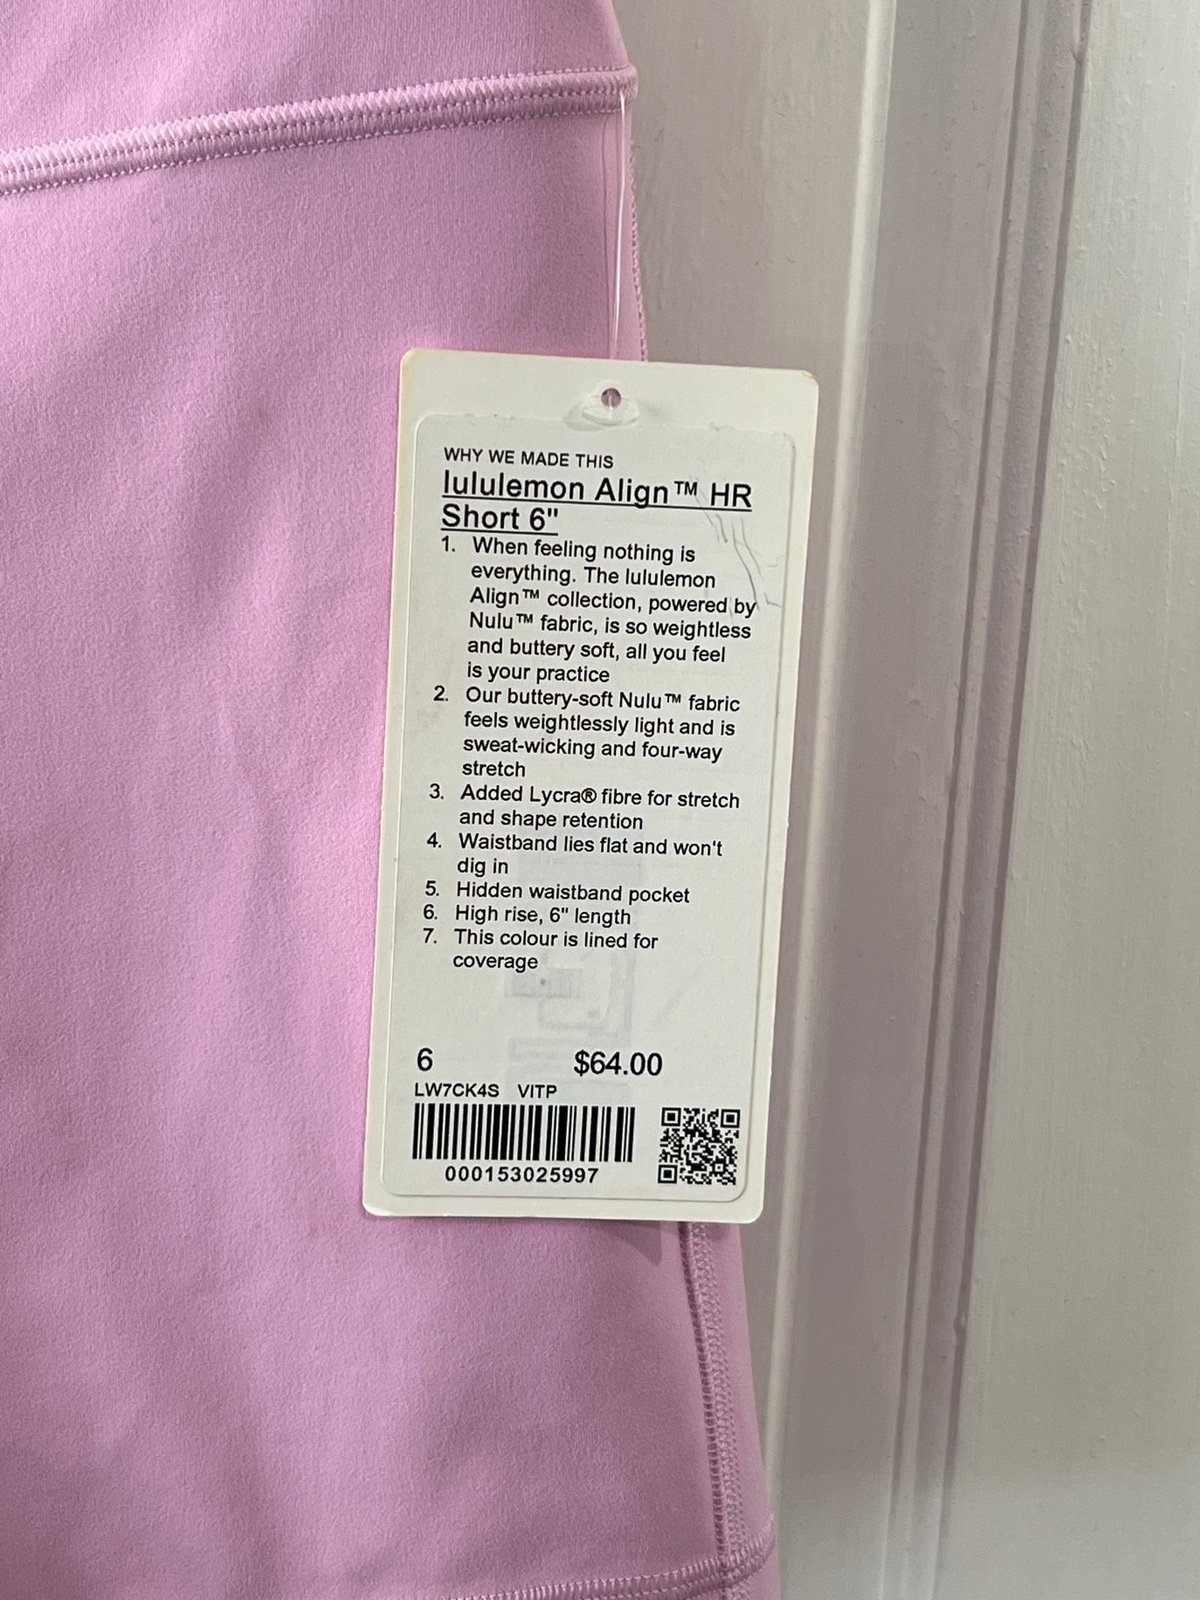 WHY WE MADE THIS
lululemon Align™ HR
Short 6"
1. When feeling nothing is
everything. The lululemon
Align™ collection, powered by
Nulu™ fabric, is so weightless
and buttery soft, all you feel
is your practice
2. Our buttery-soft Nulu™ fabric
feels weightlessly light and is
sweat-wicking and four-way
stretch
3. Added Lycra® fibre for stretch
and shape retention
4. Waistband lies flat and won't
dig in
5. Hidden waistband pocket
6. High rise, 6" length
7. This colour is lined for
coverage
6 $64.00
LW7CK4S VITP
000153025997